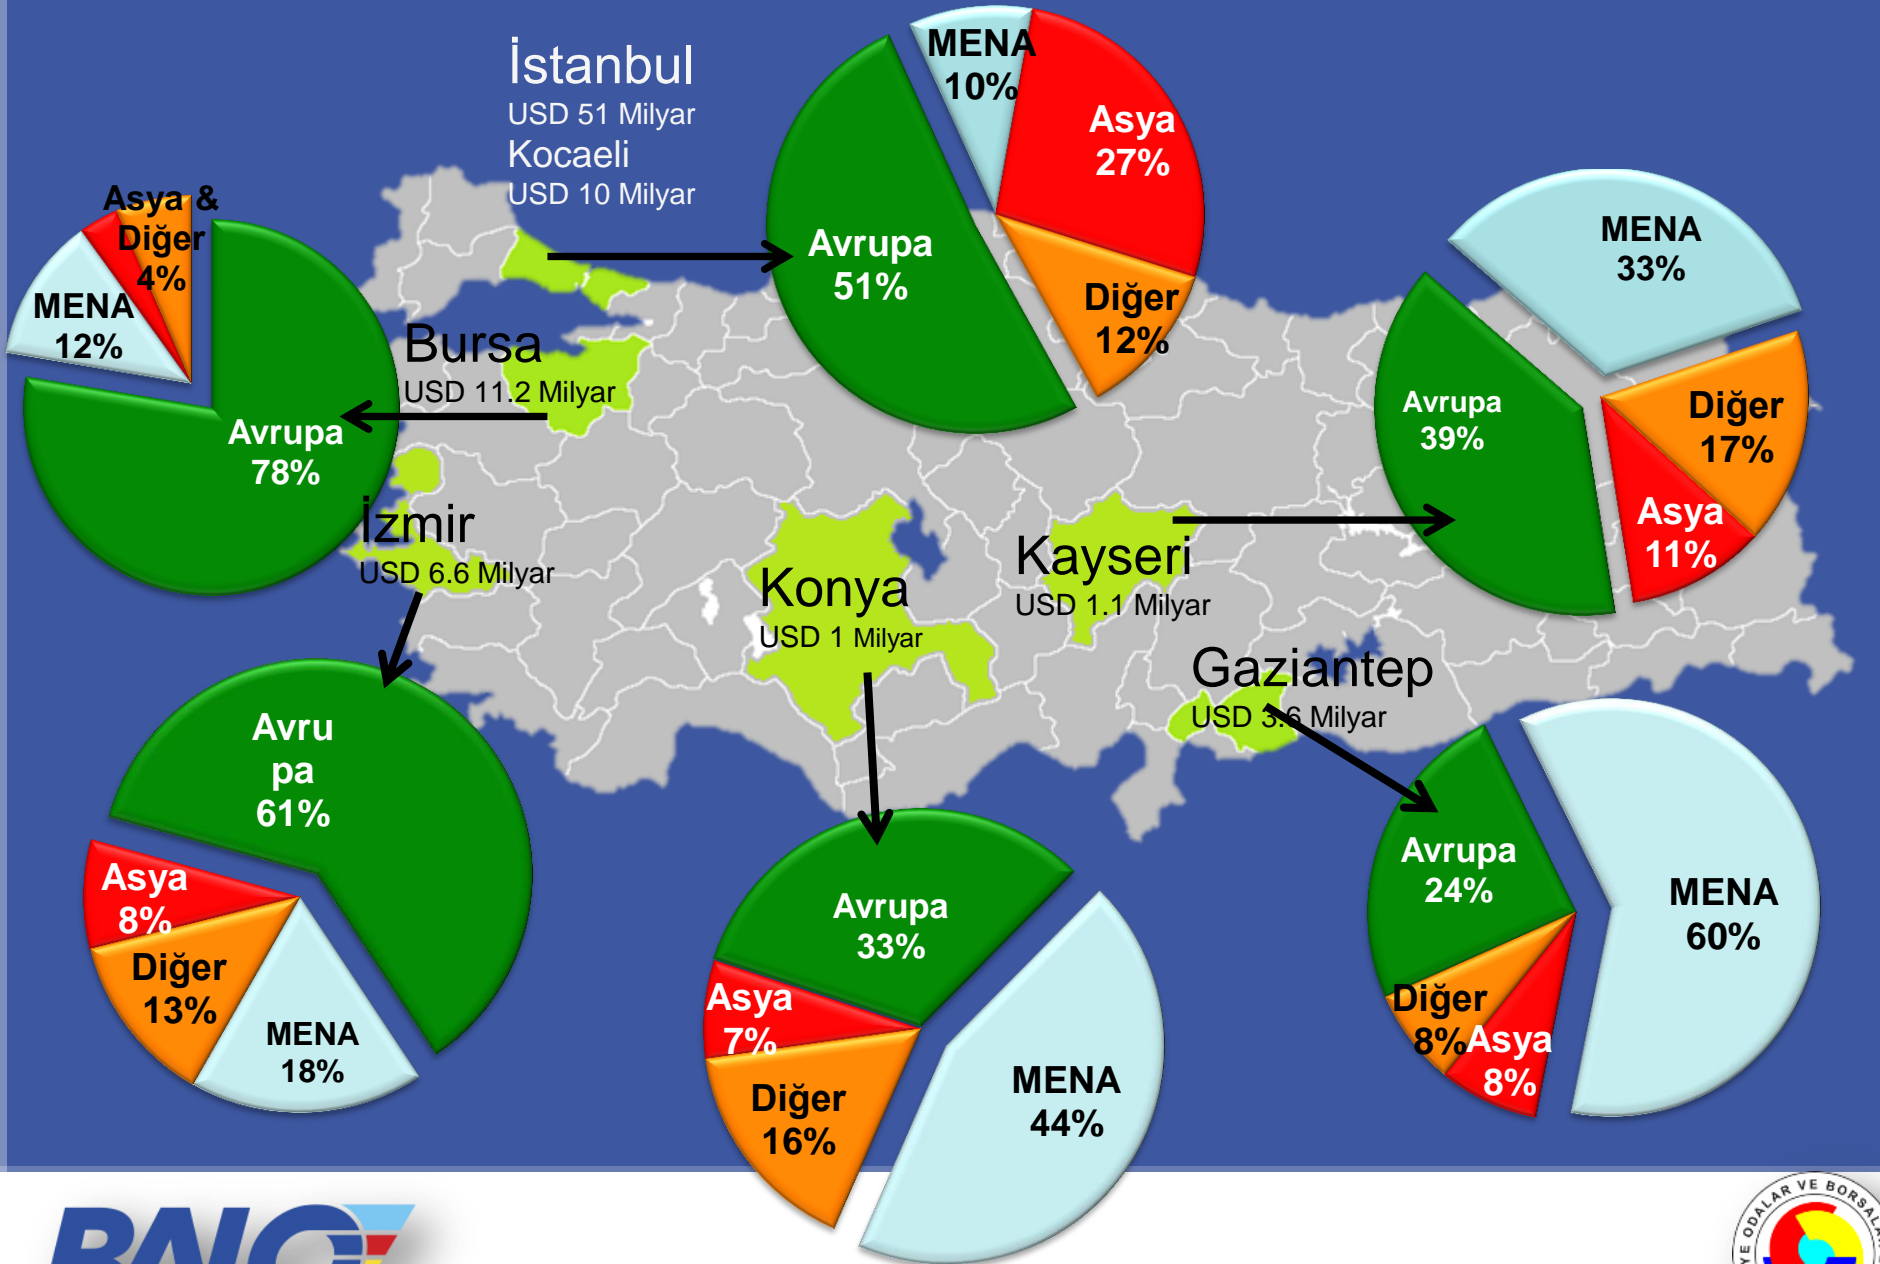 İstanbul
USD 51 Milyar
Kocaeli
USD 10 Milyar
MENA
10%
Asya
27%
Avrupa
51%
Diğer
12%
Asya &
Diğer
4%
MENA
12%
Avrupa
78%
Bursa
USD 11.2 Milyar
MENA
33%
Avrupa
39%
Diğer
17%
Asya
11%
İzmir
USD 6.6 Milyar
Konya
USD 1 Milyar
Kayseri
USD 1.1 Milyar
Gaziantep
USD 3.6 Milyar
Avru
pa
61%
Asya
8%
Diğer
13%
MENA
18%
Avrupa
33%
Asya
7%
Diğer
16%
MENA
44%
Avrupa
24%
MENA
60%
Diğer
8%
Asya
8%
ODALAR VE